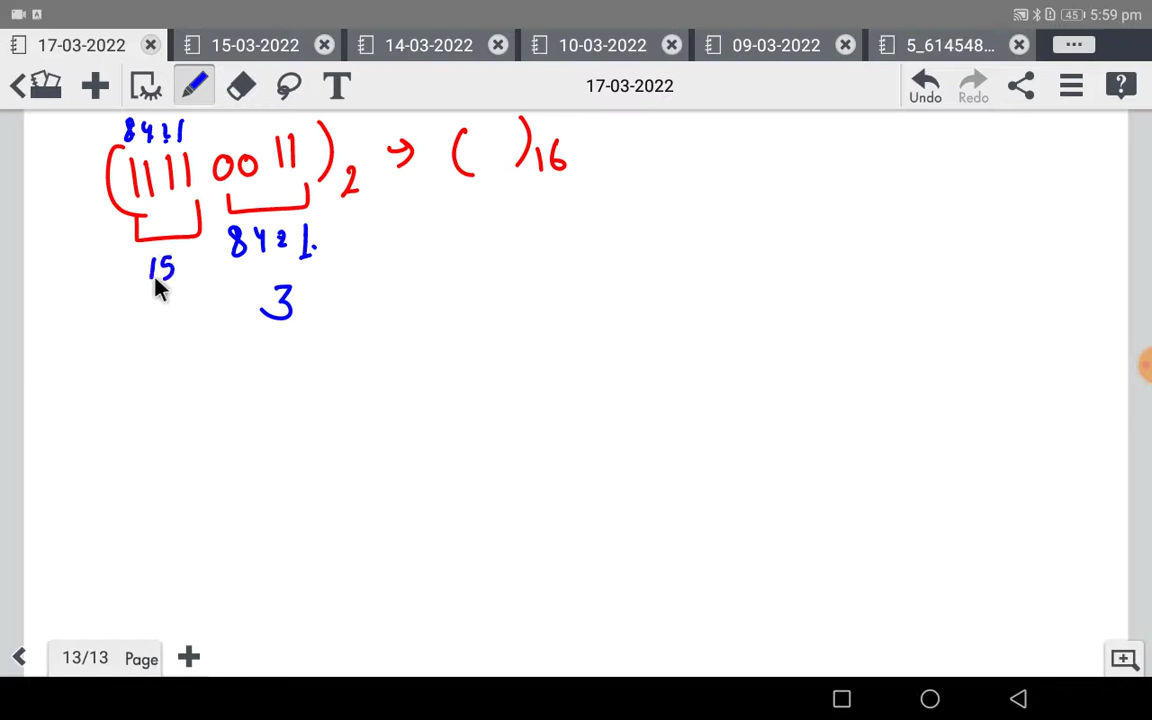 A 45 5:59 pm
17-03-2022 15-03-2022 14-03-2022 10-03-2022 09-03-2022 5_614548... ...
T 17-03-2022 Undo Redo ?
8421
(1111 0011)2 → ( )16
8421.
15
3
13/13 Page